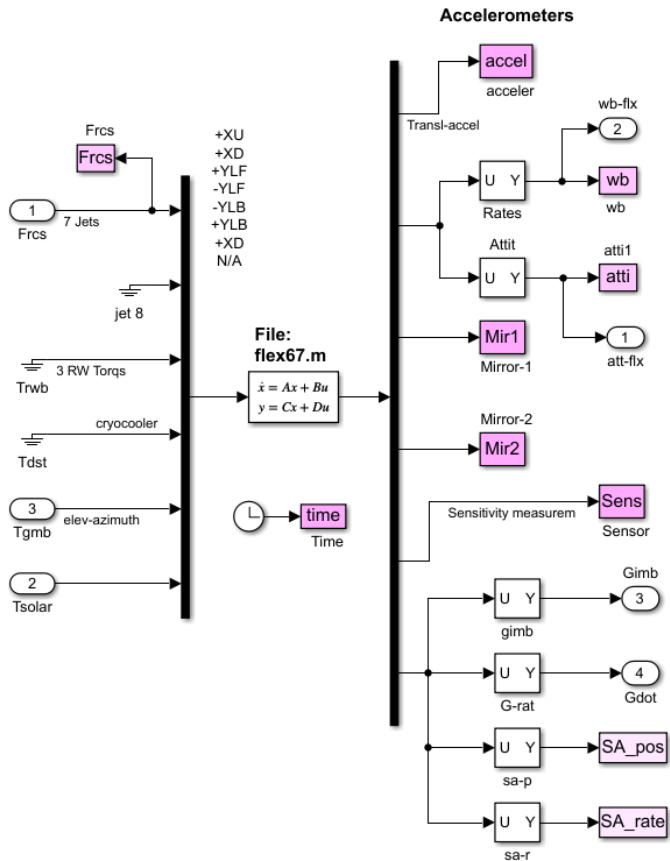 Accelerometers
accel
acceler
Transl-accel
wb-flx
2
Frcs
Frcs
+XU
+XD
+YLF
-YLF
-YLB
+YLB
+XD
N/A
1
Frcs
7 Jets
U Y
Rates
wb
wb
Attit
U Y
atti1
atti
jet 8
1
att-flx
File:
flex67.m
ẋ = Ax + Bu
y = Cx + Du
Mir1
Mirror-1
3 RW Torqs
Trwb
cryocooler
Tdst
Mirror-2
Mir2
3
Tgmb
elev-azimuth
time
Time
Sensitivity measurem
Sens
Sensor
2
Tsolar
U Y
gimb
Gimb
3
U Y
G-rat
4
Gdot
U Y
sa-p
SA_pos
U Y
sa-r
SA_rate